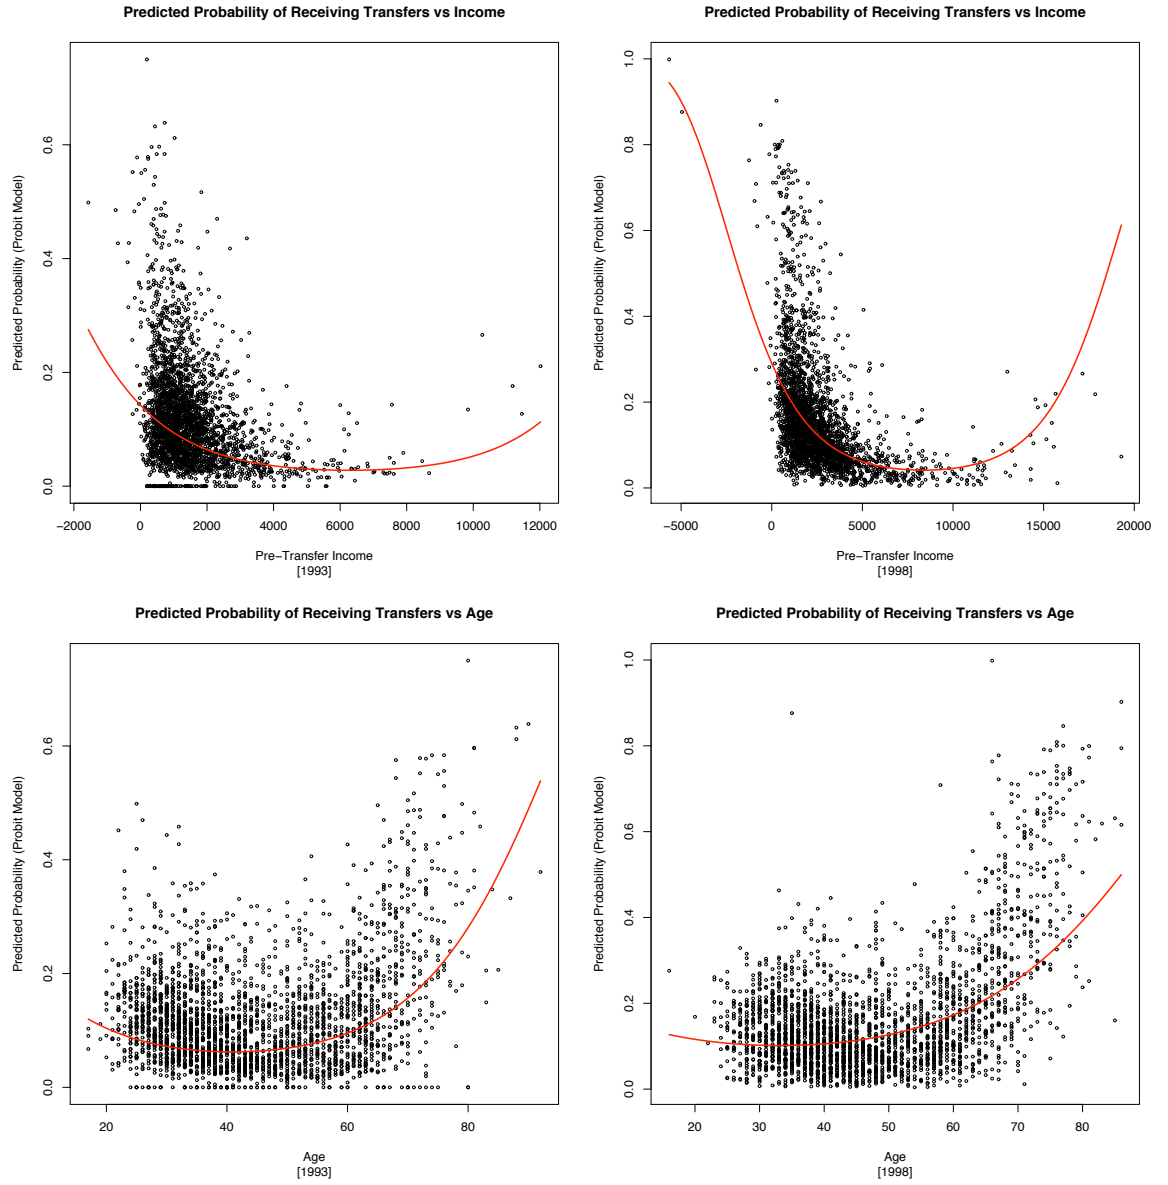 Predicted Probability of Receiving Transfers vs Income
Predicted Probability (Probit Model)
0.6
0.4
0.2
0.0
−2000 0 2000 4000 6000 8000 10000 12000
Pre−Transfer Income
[1993]
Predicted Probability of Receiving Transfers vs Income
Predicted Probability (Probit Model)
1.0
0.8
0.6
0.4
0.2
0.0
−5000 0 5000 10000 15000 20000
Pre−Transfer Income
[1998]
Predicted Probability of Receiving Transfers vs Age
Predicted Probability (Probit Model)
0.6
0.4
0.2
0.0
20 40 60 80
Age
[1993]
Predicted Probability of Receiving Transfers vs Age
Predicted Probability (Probit Model)
1.0
0.8
0.6
0.4
0.2
0.0
20 30 40 50 60 70 80
Age
[1998]